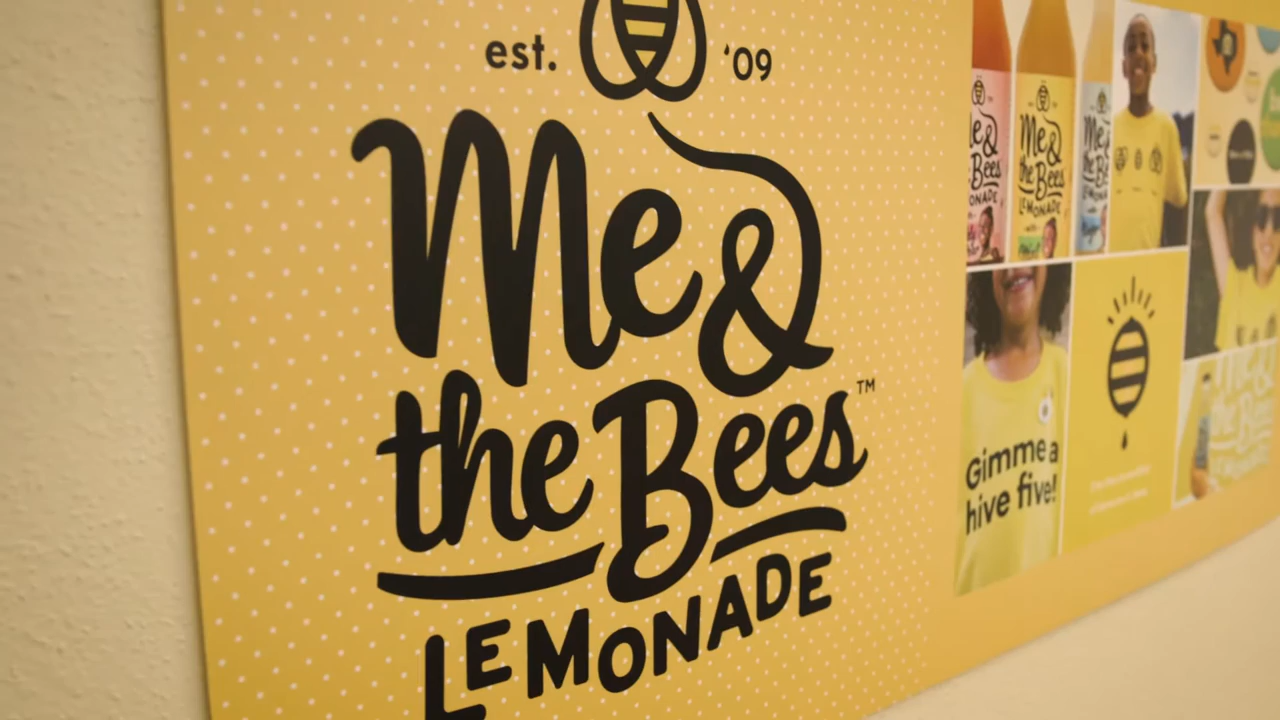 est. '09
Me &
the Bees™
LEMONADE
Me &
the Bees
LEMONADE
Gimme a
hive five!